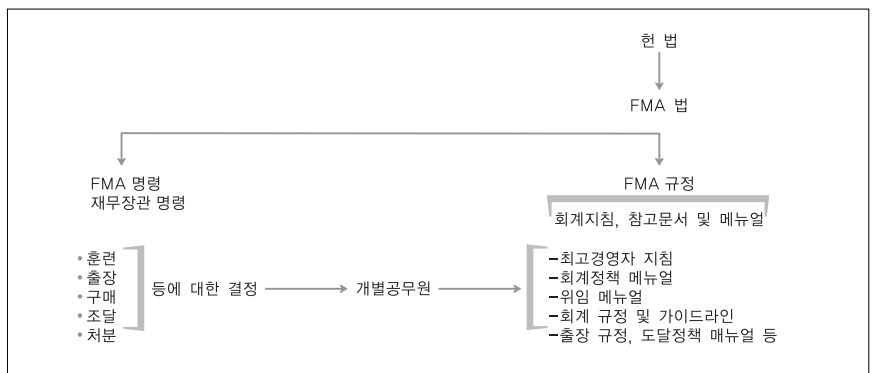 헌 법
FMA 법
FMA 명령
재무장관 명령
FMA 규정
회계지침, 참고문서 및 메뉴얼
• 훈련
• 출장
• 구매
• 조달
• 처분
등에 대한 결정
개별공무원
–최고경영자 지침
–회계정책 메뉴얼
–위임 메뉴얼
–회계 규정 및 가이드라인
–출장 규정, 도달정책 매뉴얼 등